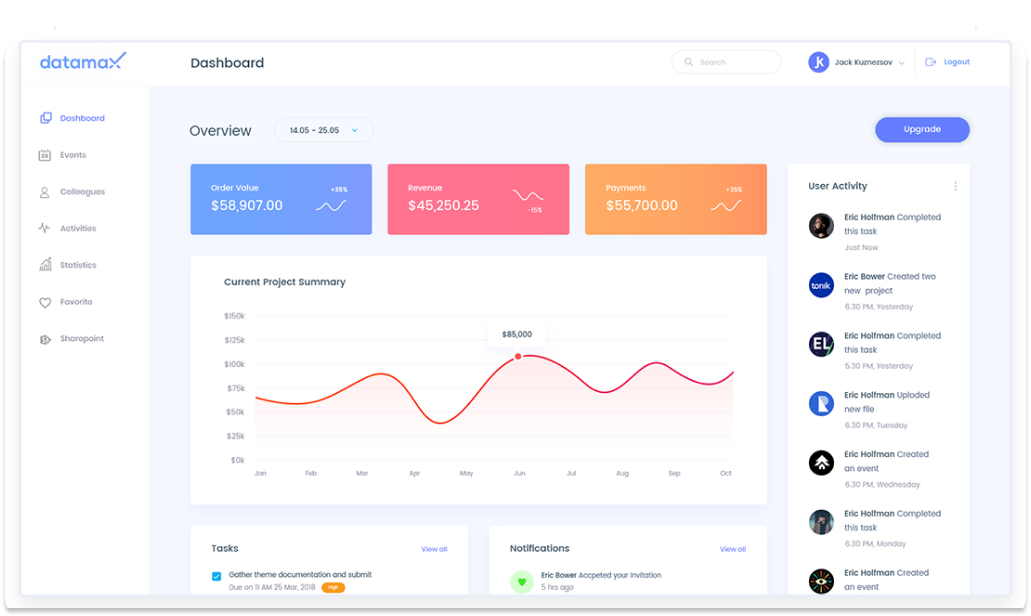 datamax
Dashboard
Search
jk
Jack Kuznezsov
Logout
Dashboard
Events
Colleagues
Activities
Statistics
Favorite
Sharopoint
Overview
14.05 - 25.05
Upgrade
Order Value
+35%
$58,907.00
Revenue
$45,250.25
-15%
Payments
+35%
$55,700.00
Current Project Summary
$150k
$125k
$100k
$75k
$50k
$25k
$0k
$85,000
Jan Feb Mar Apr May Jun Jul Aug Sep Oct
User Activity
Eric Holfman Completed
this task
Just Now
tonik
Eric Bower Created two
new project
6.30 PM, Yesterday
EL
Eric Holfman Completed
this task
5.30 PM, Yesterday
Eric Holfman Uploded
new file
6.30 PM, Tuesday
Eric Holfman Created
an event
6.30 PM, Wednesday
Eric Holfman Completed
this task
6.30 PM, Monday
Eric Holfman Created
an event
Tasks
View all
Gather theme documentation and submit
Due on 11 AM 25 Mar, 2018
High
Notifications
View all
Eric Bower Accpeted your Invitation
5 hrs ago